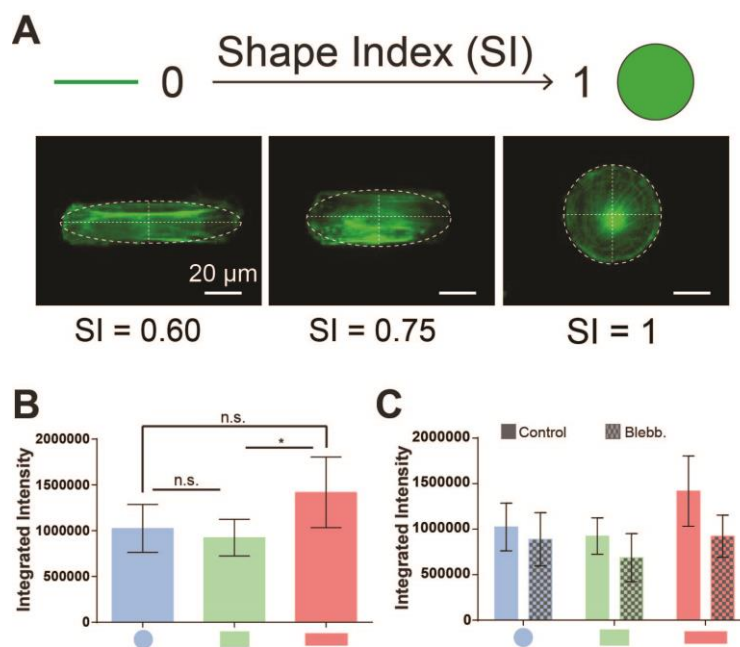 A
Shape Index (SI)
0
1
20 µm
SI = 0.60
SI = 0.75
SI = 1
B
n.s.
n.s.
*
Integrated Intensity
2000000
1500000
1000000
500000
0
C
Control
Blebb.
Integrated Intensity
2000000
1500000
1000000
500000
0